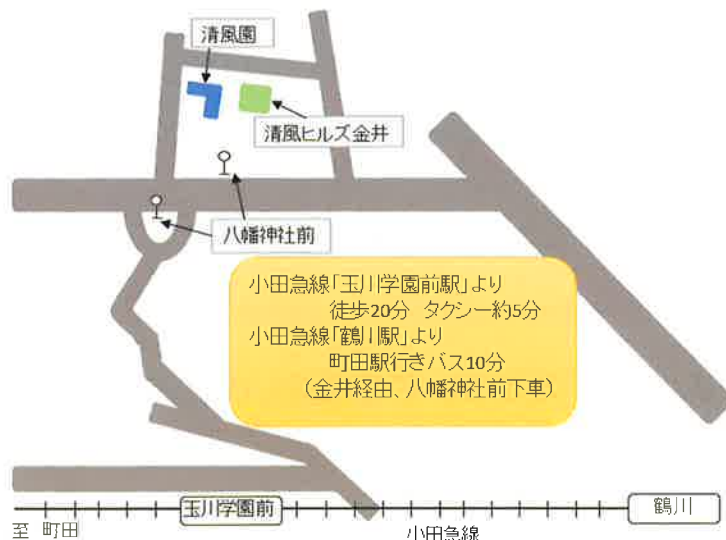 清風園
清風ヒルズ金井
八幡神社前
小田急線「玉川学園前駅」より
徒歩20分 タクシー約5分
小田急線「鶴川駅」より
町田駅行きバス10分
(金井経由、八幡神社前下車)
玉川学園前
鶴川
至 町田
小田急線